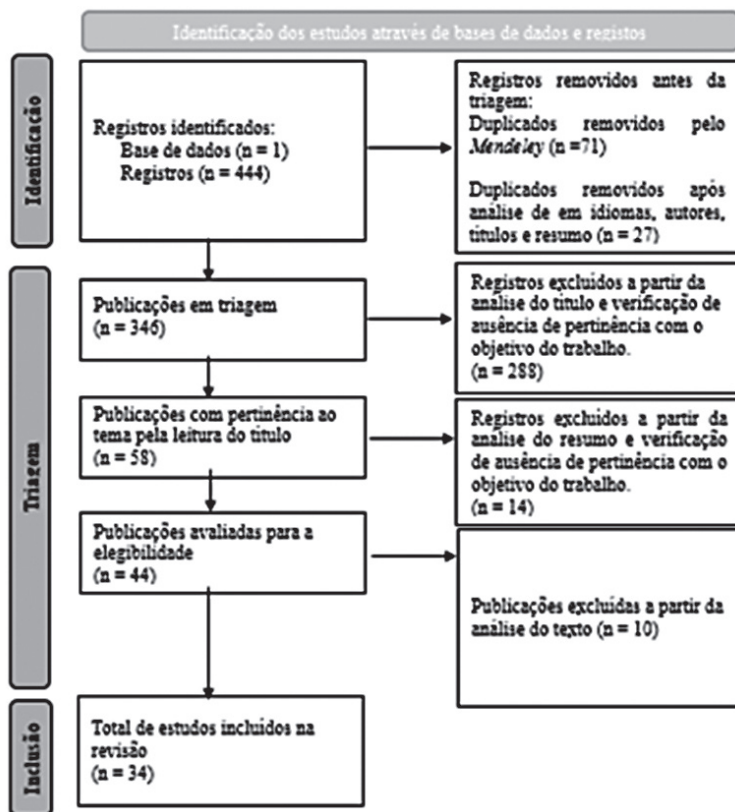 Identificação dos estudos através de bases de dados e registos
Identificação
Registros identificados:
Base de dados (n = 1)
Registros (n = 444)
Registros removidos antes da
triagem:
Duplicados removidos pelo
Mendeley (n =71)
Duplicados removidos após
análise de em idiomas, autores,
títulos e resumo (n = 27)
Triagem
Publicações em triagem
(n = 346)
Registros excluídos a partir da
análise do título e verificação de
ausência de pertinência com o
objetivo do trabalho.
(n = 288)
Publicações com pertinência ao
tema pela leitura do título
(n = 58)
Registros excluídos a partir da
análise do resumo e verificação
de ausência de pertinência com o
objetivo do trabalho.
(n = 14)
Publicações avaliadas para a
elegibilidade
(n = 44)
Publicações excluídas a partir da
análise do texto (n = 10)
Inclusão
Total de estudos incluídos na
revisão
(n = 34)